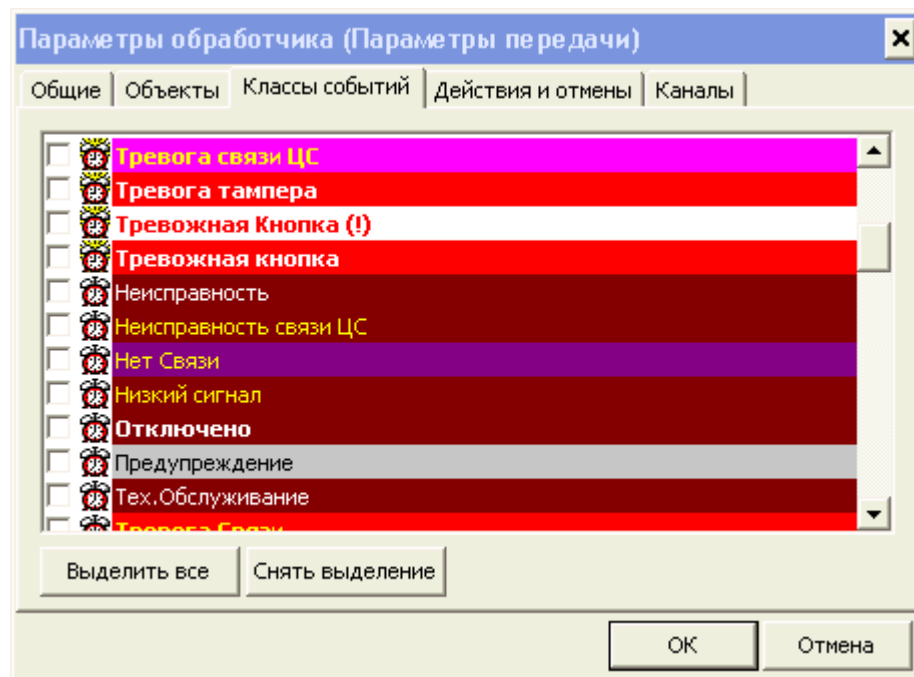 Параметры обработчика (Параметры передачи)
Общие Объекты Классы событий Действия и отмены Каналы
Тревога связи ЦС
Тревога тампера
Тревожная Кнопка (!)
Тревожная кнопка
Неисправность
Неисправность связи ЦС
Нет Связи
Низкий сигнал
Отключено
Предупреждение
Тех.Обслуживание
Тревога Связи
Выделить все Снять выделение
ОК Отмена